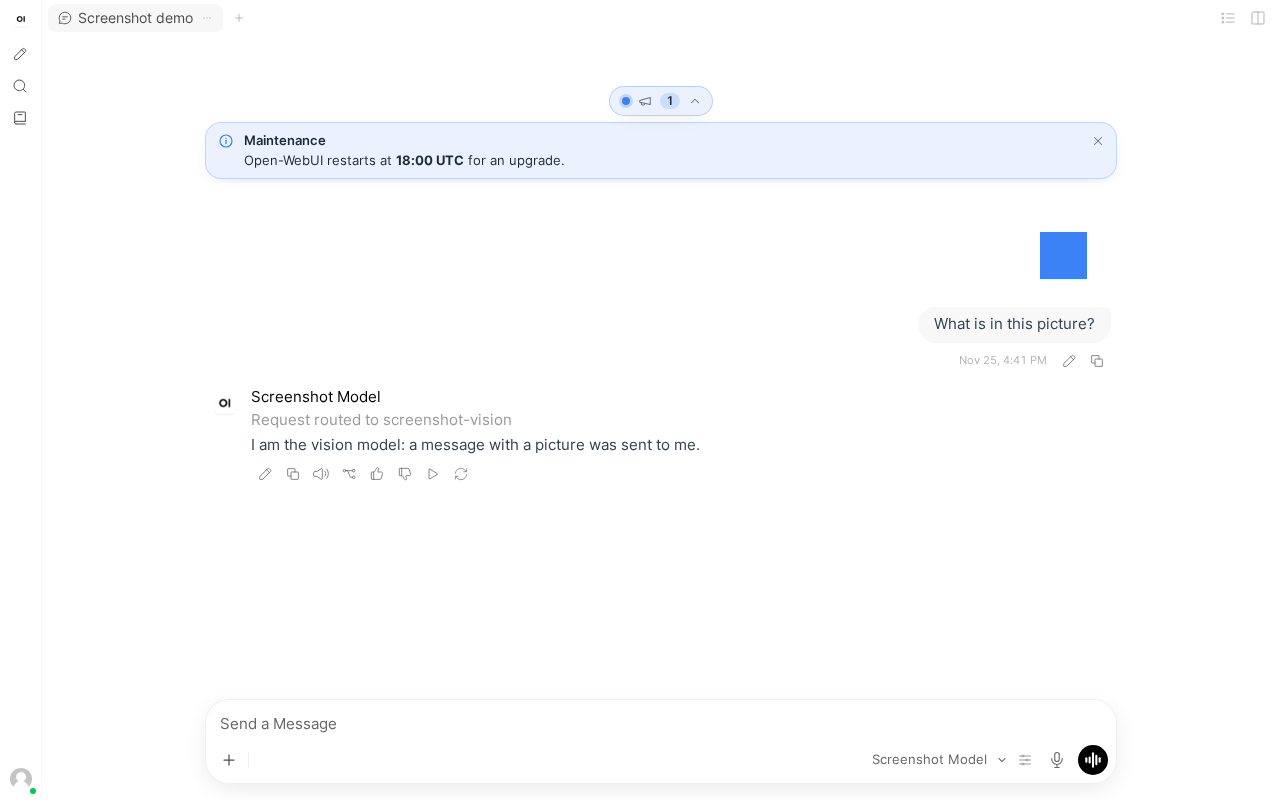 OI
Screenshot demo
1
Maintenance
Open-WebUI restarts at 18:00 UTC for an upgrade.
What is in this picture?
Nov 25, 4:41 PM
OI
Screenshot Model
Request routed to screenshot-vision
I am the vision model: a message with a picture was sent to me.
Send a Message
Screenshot Model